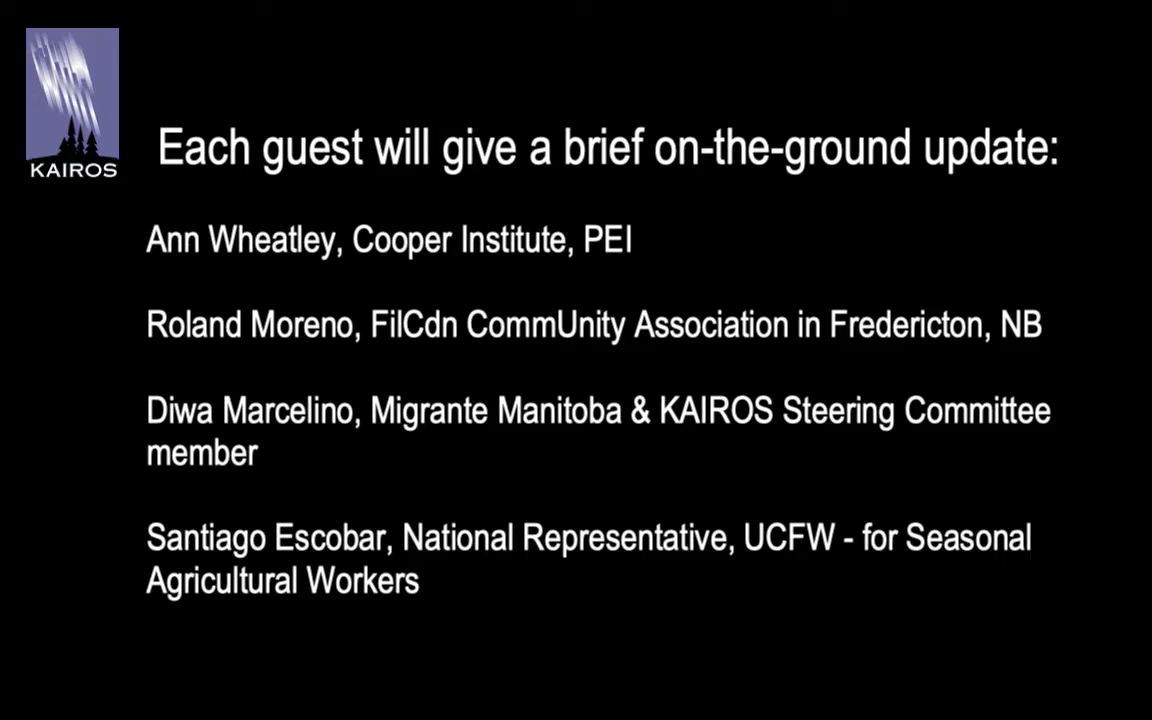 KAIROS
Each guest will give a brief on-the-ground update:
Ann Wheatley, Cooper Institute, PEI
Roland Moreno, FilCdn CommUnity Association in Fredericton, NB
Diwa Marcelino, Migrante Manitoba & KAIROS Steering Committee
member
Santiago Escobar, National Representative, UCFW - for Seasonal
Agricultural Workers